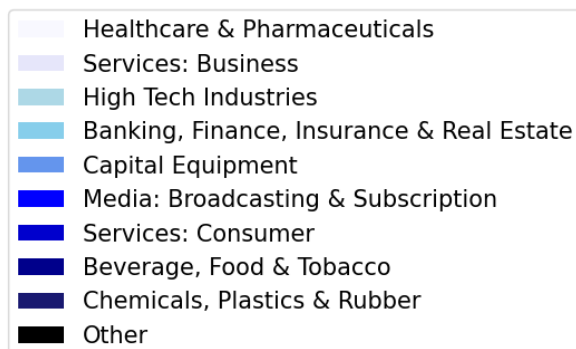 Healthcare & Pharmaceuticals
Services: Business
High Tech Industries
Banking, Finance, Insurance & Real Estate
Capital Equipment
Media: Broadcasting & Subscription
Services: Consumer
Beverage, Food & Tobacco
Chemicals, Plastics & Rubber
Other